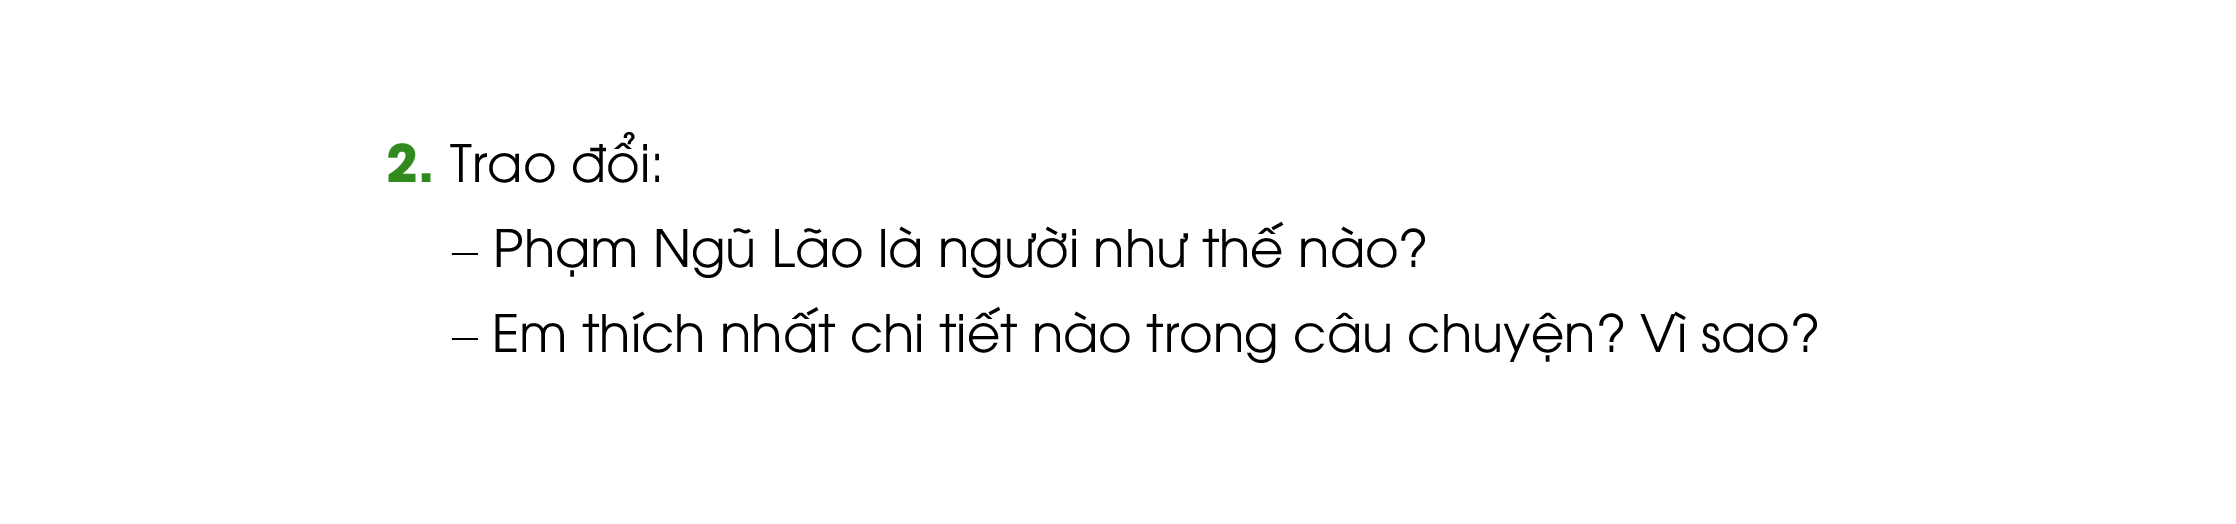 2. Trao đổi:
– Phạm Ngũ Lão là người như thế nào?
– Em thích nhất chi tiết nào trong câu chuyện? Vì sao?